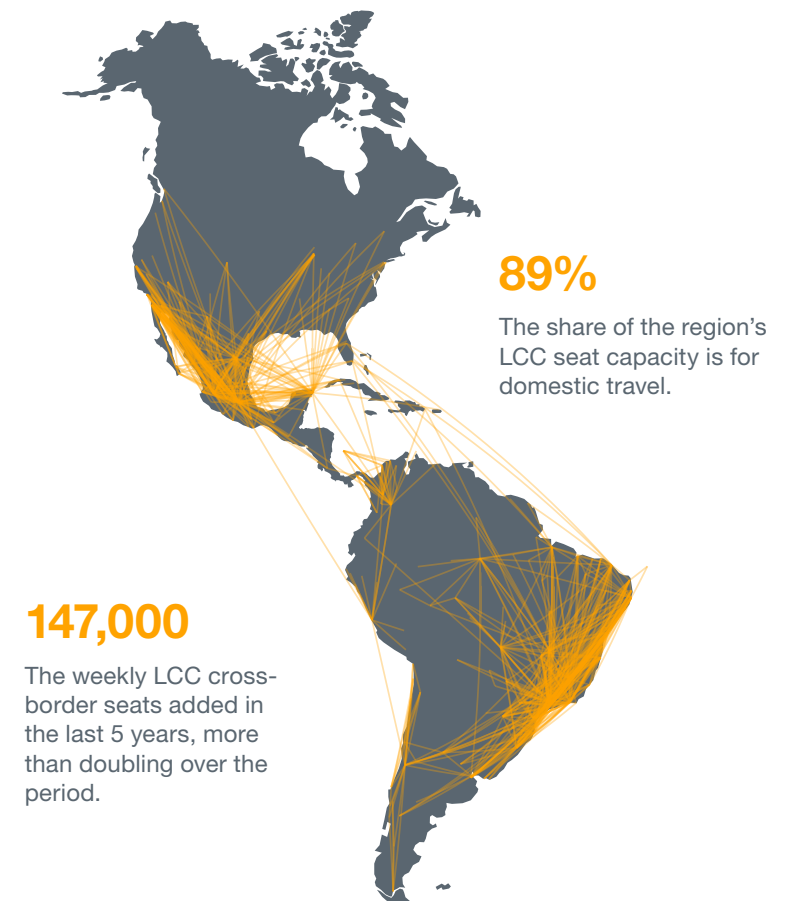 89%
The share of the region’s
LCC seat capacity is for
domestic travel.
147,000
The weekly LCC cross-
border seats added in
the last 5 years, more
than doubling over the
period.